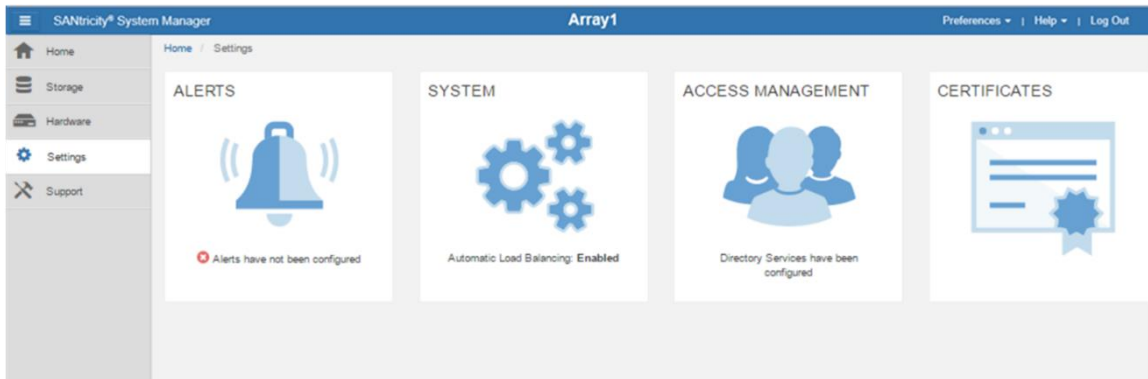 SANtricity® System Manager
Array1
Preferences | Help | Log Out
Home
Storage
Hardware
Settings
Support
Home / Settings
ALERTS
Alerts have not been configured
SYSTEM
Automatic Load Balancing: Enabled
ACCESS MANAGEMENT
Directory Services have been
configured
CERTIFICATES